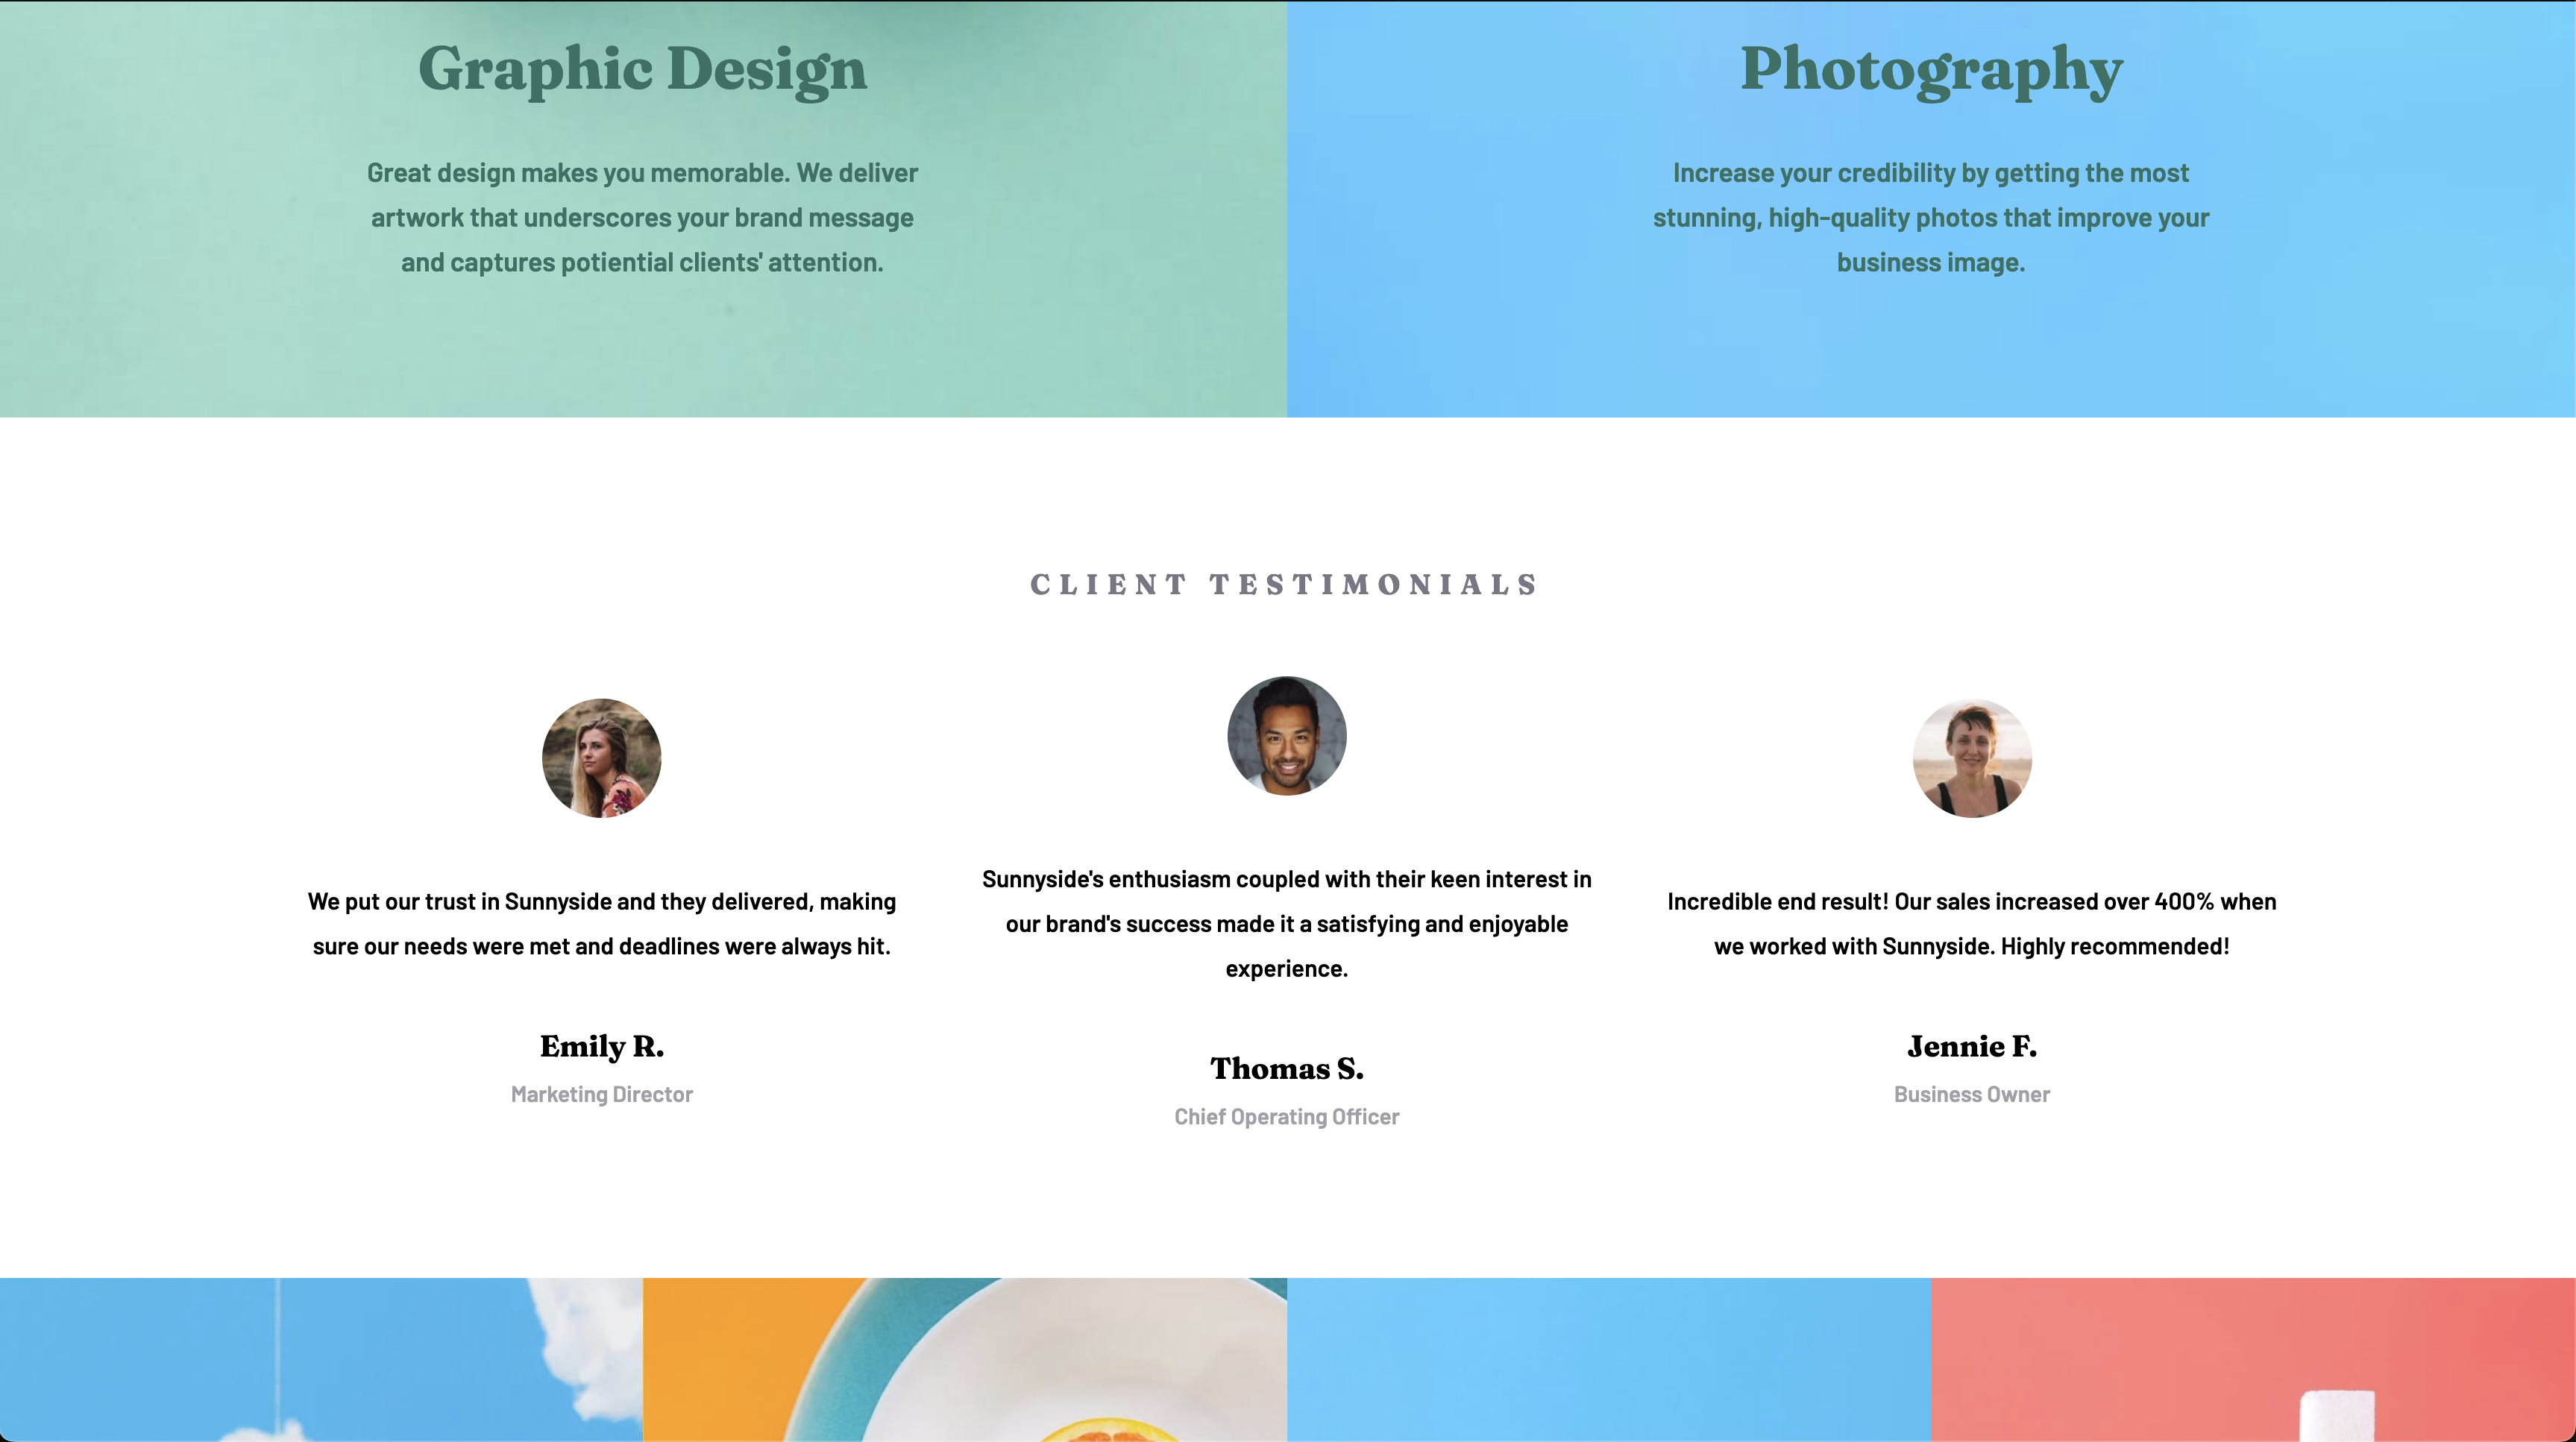 Graphic Design
Great design makes you memorable. We deliver
artwork that underscores your brand message
and captures potiential clients' attention.
Photography
Increase your credibility by getting the most
stunning, high-quality photos that improve your
business image.
CLIENT TESTIMONIALS
We put our trust in Sunnyside and they delivered, making
sure our needs were met and deadlines were always hit.
Emily R.
Marketing Director
Sunnyside's enthusiasm coupled with their keen interest in
our brand's success made it a satisfying and enjoyable
experience.
Thomas S.
Chief Operating Officer
Incredible end result! Our sales increased over 400% when
we worked with Sunnyside. Highly recommended!
Jennie F.
Business Owner